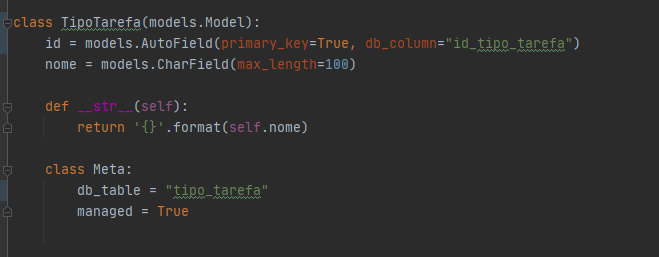 class TipoTarefa(models.Model):
    id = models.AutoField(primary_key=True, db_column="id_tipo_tarefa")
    nome = models.CharField(max_length=100)
    def __str__(self):
        return '{}'.format(self.nome)
    class Meta:
        db_table = "tipo_tarefa"
        managed = True